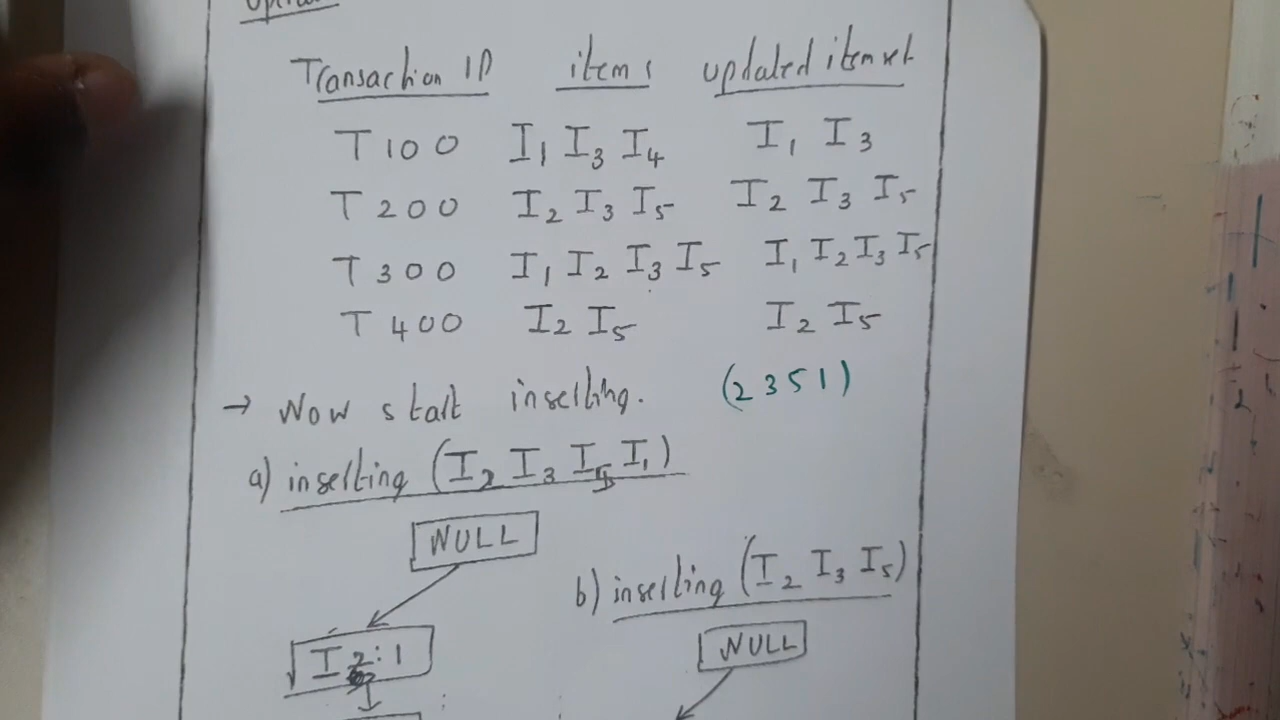 Transaction ID items updated itemset
T100 I1 I3 I4 I1 I3
T200 I2 I3 I5 I2 I3 I5
T300 I1 I2 I3 I5 I1 I2 I3 I5
T400 I2 I5 I2 I5
→ Now start inserting. (2 3 5 1)
a) inserting (I2 I3 I5 I1)
NULL
b) inserting (I2 I3 I5)
I2:1
NULL